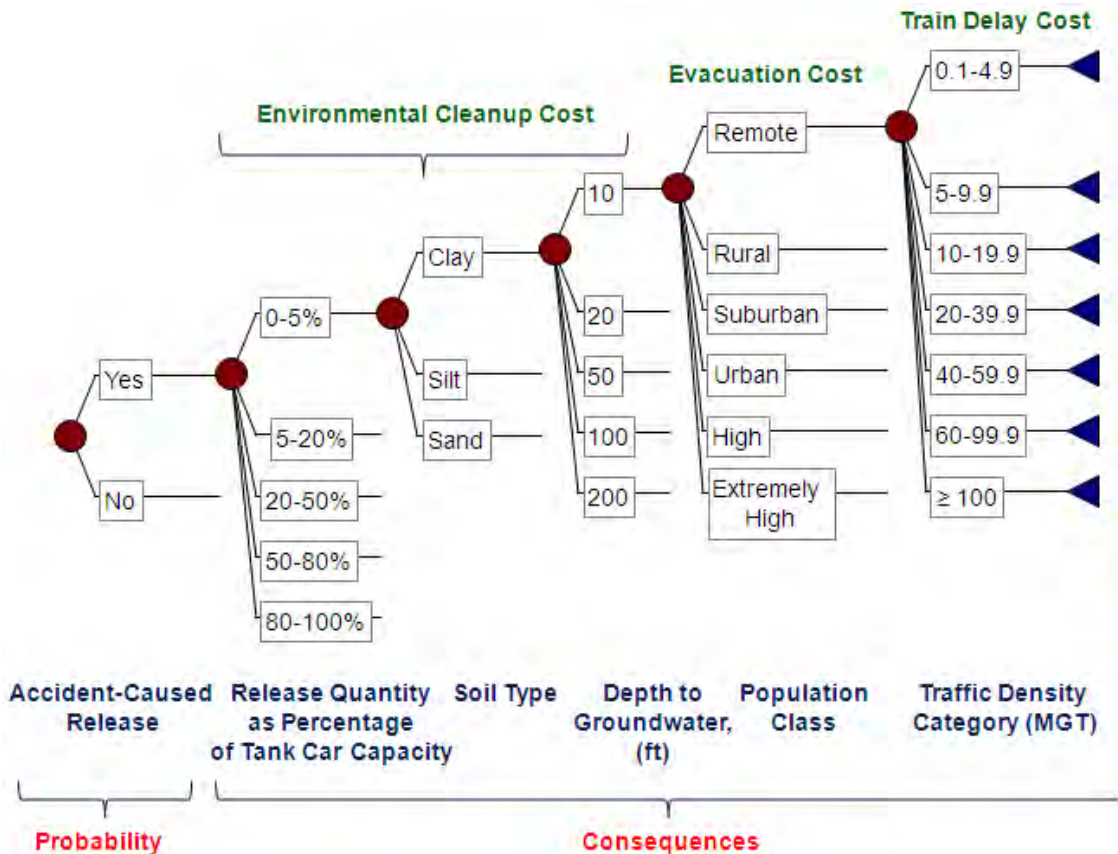 Train Delay Cost
0.1-4.9
Evacuation Cost
Environmental Cleanup Cost
Remote
10
5-9.9
Clay
Rural
10-19.9
0-5%
20
Suburban
20-39.9
Yes
Silt
50
Urban
40-59.9
5-20%
Sand
100
High
60-99.9
No
20-50%
200
Extremely
High
≥ 100
50-80%
80-100%
Accident-Caused
Release
Release Quantity
as Percentage
of Tank Car Capacity
Soil Type
Depth to
Groundwater,
(ft)
Population
Class
Traffic Density
Category (MGT)
Probability
Consequences